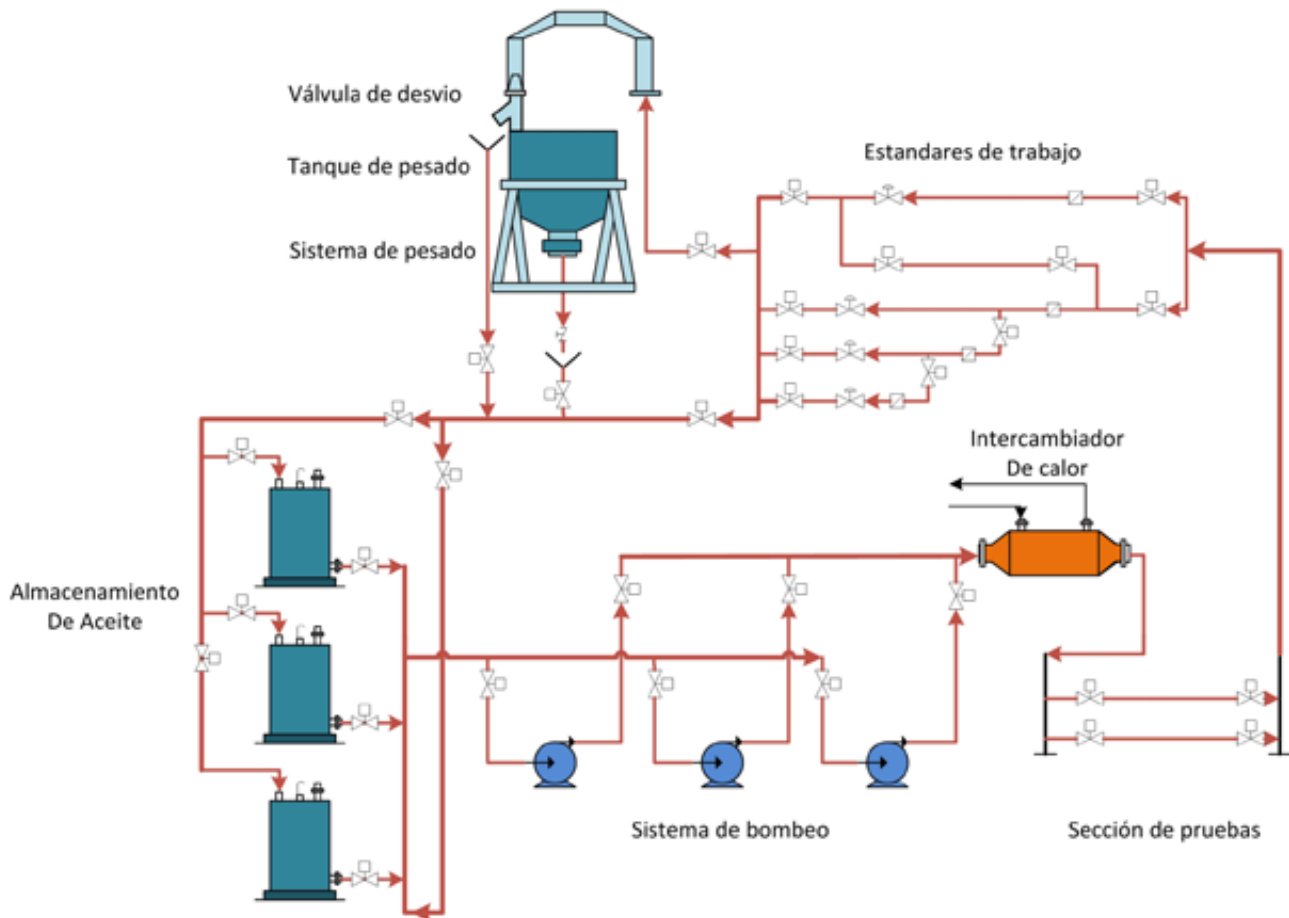 Válvula de desvio
Tanque de pesado
Sistema de pesado
Estandares de trabajo
Intercambiador
De calor
Almacenamiento
De Aceite
Sistema de bombeo
Sección de pruebas